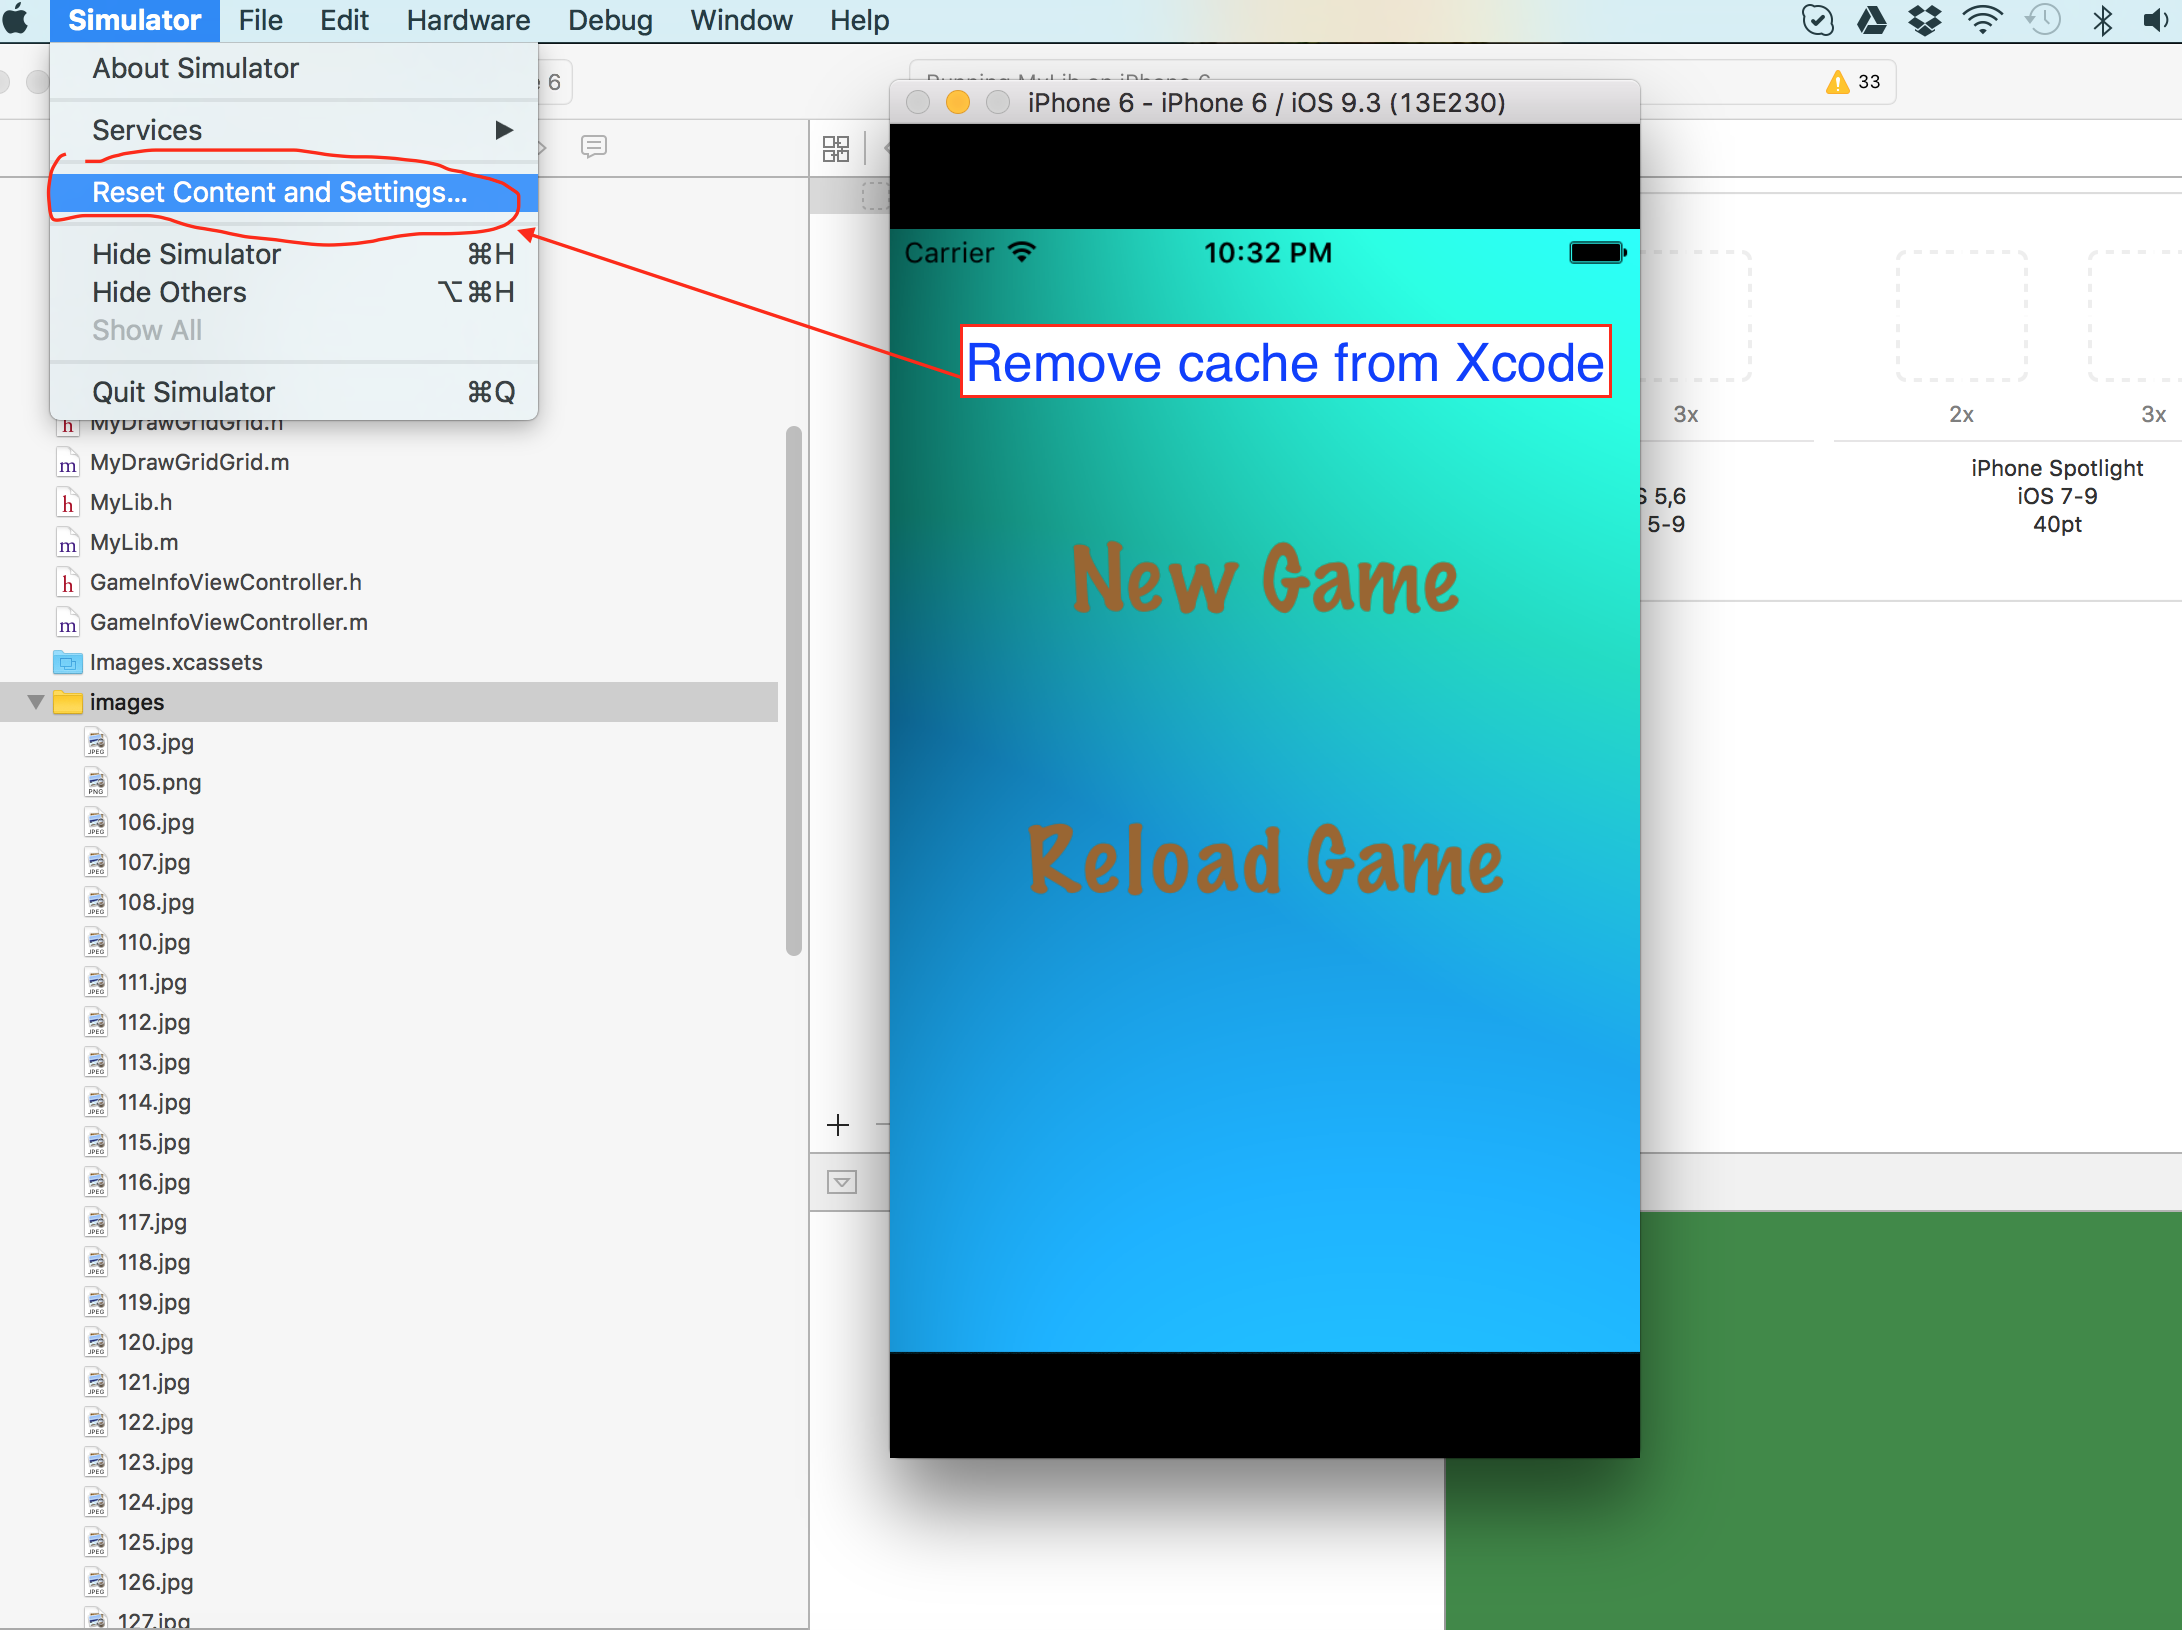 Simulator File Edit Hardware Debug Window Help
About Simulator
Services
Reset Content and Settings...
Hide Simulator ⌘H
Hide Others ⌥⌘H
Show All
Quit Simulator ⌘Q
6
Running MyLib on iPhone 6
33
MyDrawGridGrid.h
MyDrawGridGrid.m
MyLib.h
MyLib.m
GameInfoViewController.h
GameInfoViewController.m
Images.xcassets
images
103.jpg
105.png
106.jpg
107.jpg
108.jpg
110.jpg
111.jpg
112.jpg
113.jpg
114.jpg
115.jpg
116.jpg
117.jpg
118.jpg
119.jpg
120.jpg
121.jpg
122.jpg
123.jpg
124.jpg
125.jpg
126.jpg
127.jpg
iPhone 6 - iPhone 6 / iOS 9.3 (13E230)
Carrier 10:32 PM
Remove cache from Xcode
New Game
Reload Game
3x 2x 3x
S 5,6
5-9
iPhone Spotlight
iOS 7-9
40pt